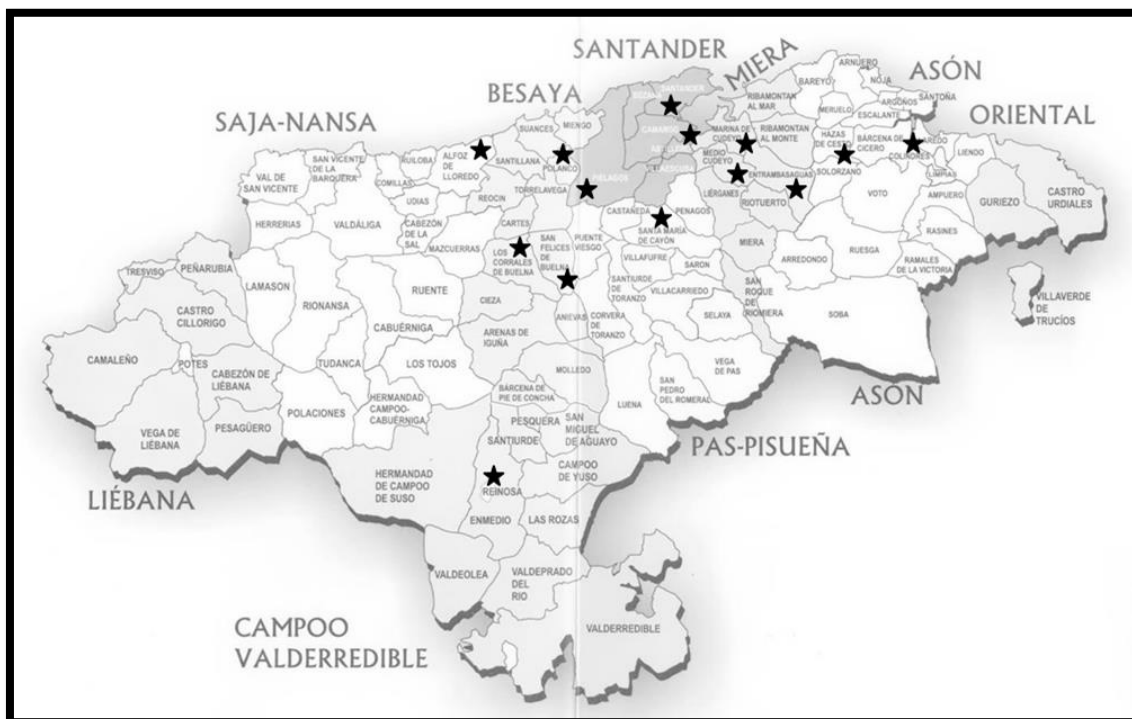 SANTANDER
MIERA
ASÓN
BESAYA
ORIENTAL
SAJA-NANSA
ARNUERO
BAREYO
NOJA
SANTOÑA
SANTANDER
RIBAMONTAN
AL MAR
MERUELO
ARGOÑOS
ESCALANTE
SUANCES
MIENGO
CAMARGO
MARINA DE
CUDEYO
RIBAMONTAN
AL MONTE
HAZAS
DE CESTO
BÁRCENA DE
CICERO
COLINDRES
LIENDO
SAN VICENTE
DE LA
BARQUERA
VAL DE
SAN VICENTE
RUILOBA
COMILLAS
ALFOZ
DE
LLOREDO
SANTILLANA
POLANCO
MEDIO
CUDEYO
ENTRAMBASAGUAS
SOLORZANO
LIMPIAS
UDIAS
REOCIN
TORRELAVEGA
PIÉLAGOS
LIÉRGANES
RIOTUERTO
VOTO
AMPUERO
GURIEZO
CASTRO
URDIALES
HERRERIAS
VALDÁLIGA
CABEZÓN
DE LA
SAL
MAZCUERRAS
CARTES
CASTAÑEDA
PENAGOS
SANTA MARÍA
DE CAYÓN
RASINES
TRESVISO
PEÑARUBIA
LAMASON
RIONANSA
RUENTE
LOS
CORRALES
DE BUELNA
SAN
FELICES
DE
BUELNA
PUENTE
VIESGO
VILLAFUFRE
SARON
MIERA
ARREDONDO
RUESGA
RAMALES
DE LA VICTORIA
CASTRO
CILLORIGO
CIEZA
SANTIURDE
DE
TORANZO
VILLACARRIEDO
SAN
ROQUE DE
RIOMIERA
SOBA
VILLAVERDE
DE
TRUCÍOS
CAMALEÑO
POTES
CABEZÓN DE
LIÉBANA
TUDANCA
CABUÉRNIGA
LOS TOJOS
ARENAS DE
IGUÑA
ANIEVAS
CORVERA
DE
TORANZO
SELAYA
VEGA
DE PAS
MOLLEDO
VEGA DE
LIÉBANA
PESAGÜERO
POLACIONES
HERMANDAD
CAMPOO-
CABUÉRNIGA
BÁRCENA DE
PIE DE CONCHA
LUENA
SAN
PEDRO
DEL ROMERAL
ASÓN
PESQUERA
SANTIURDE
SAN
MIGUEL
DE AGUAYO
PAS-PISUEÑA
LIÉBANA
HERMANDAD
DE CAMPOO
DE SUSO
REINOSA
CAMPOO
DE YUSO
ENMEDIO
LAS ROZAS
VALDEOLEA
VALDEPRADO
DEL
RIO
VALDERREDIBLE
CAMPOO
VALDERREDIBLE